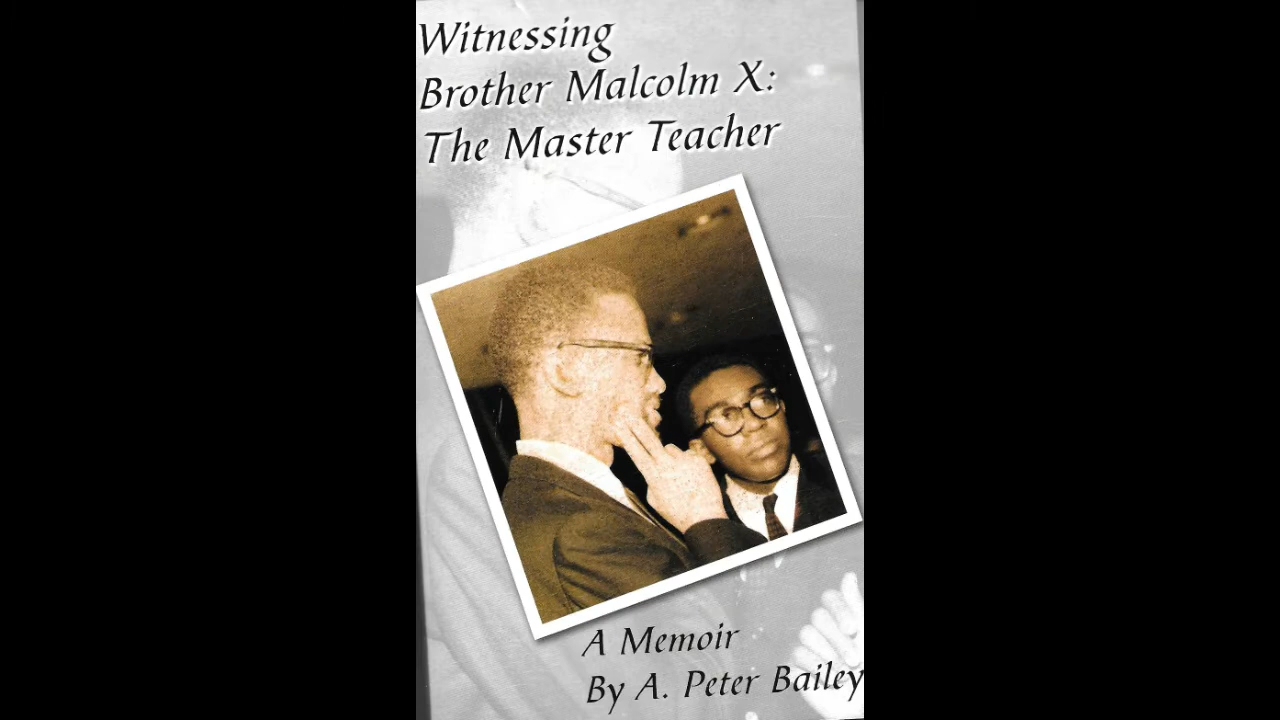 Witnessing
Brother Malcolm X:
The Master Teacher
A Memoir
By A. Peter Bailey